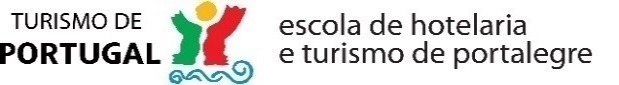 TURISMO DE
PORTUGAL
escola de hotelaria
e turismo de portalegre